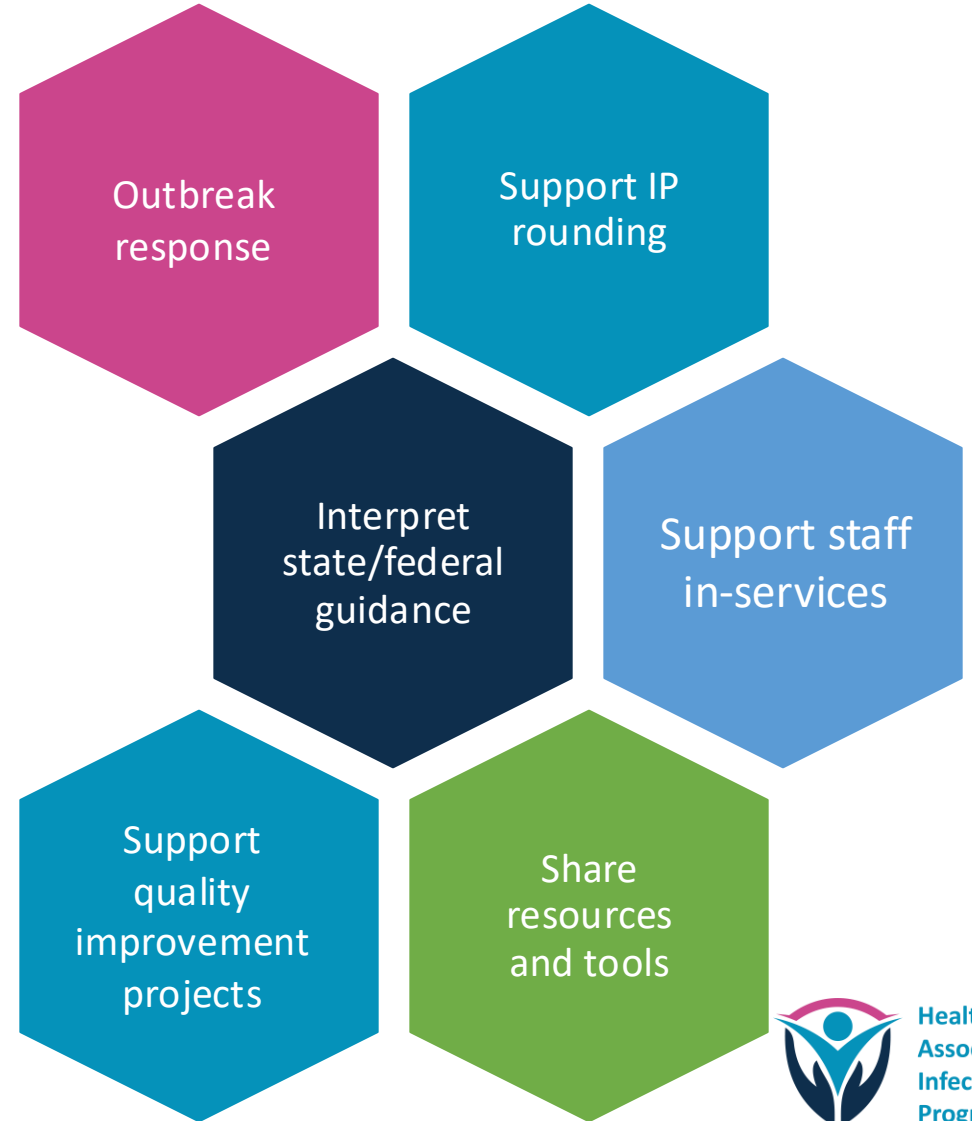 Outbreak
response
Support IP
rounding
Interpret
state/federal
guidance
Support staff
in-services
Support
quality
improvement
projects
Share
resources
and tools